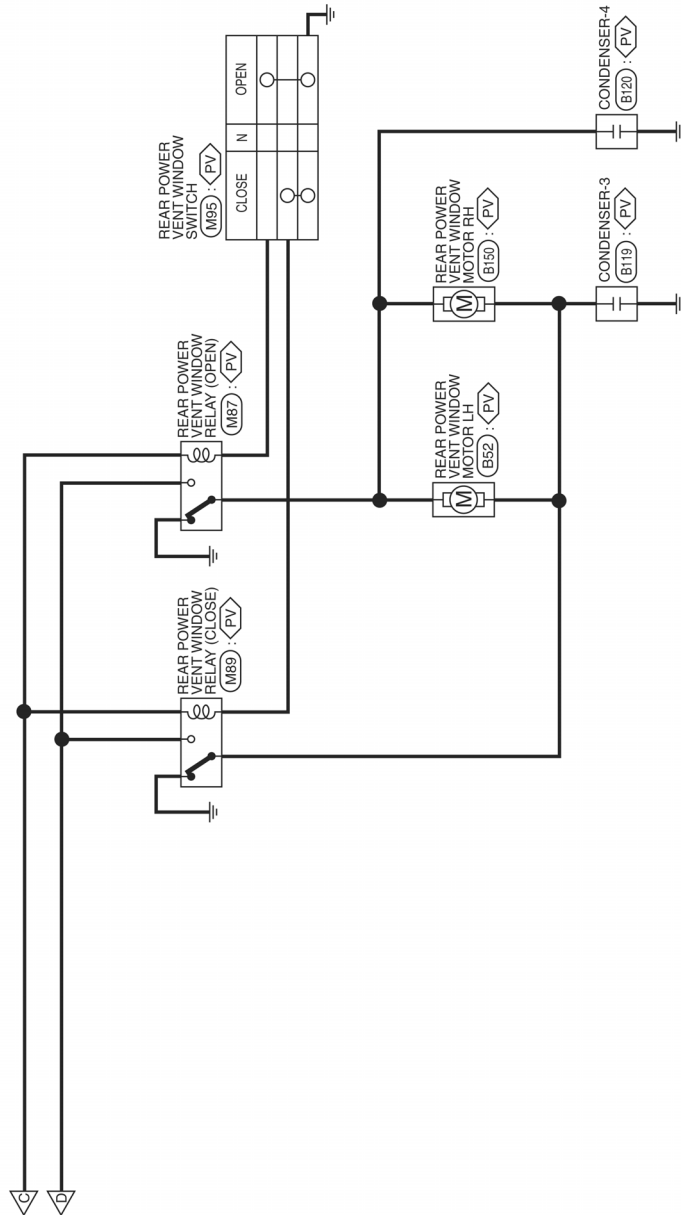 C
D
REAR POWER
VENT WINDOW
RELAY (CLOSE)
M89 : PV
REAR POWER
VENT WINDOW
RELAY (OPEN)
M87 : PV
REAR POWER
VENT WINDOW
SWITCH
M95 : PV
CLOSE N OPEN
REAR POWER
VENT WINDOW
MOTOR LH
B52 : PV
M
REAR POWER
VENT WINDOW
MOTOR RH
B150 : PV
M
CONDENSER-3
B119 : PV
CONDENSER-4
B120 : PV